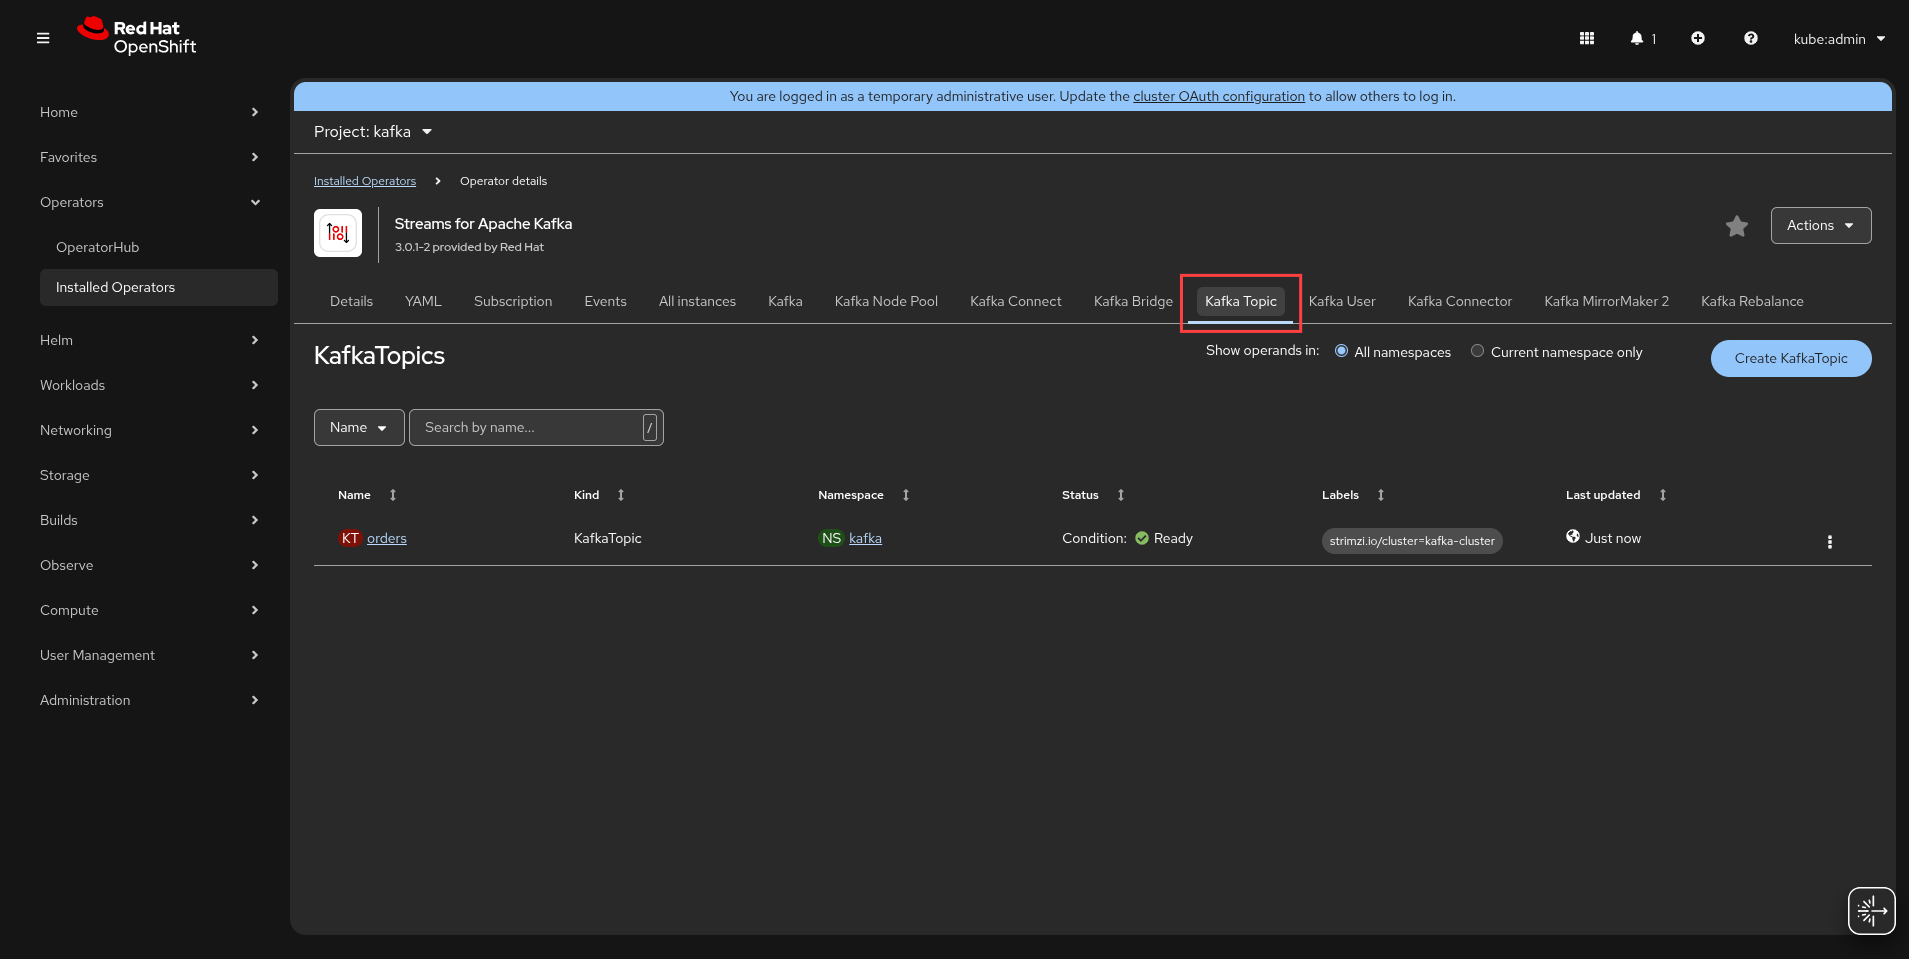 Red Hat
OpenShift
1
kube:admin
Home
Favorites
Operators
OperatorHub
Installed Operators
Helm
Workloads
Networking
Storage
Builds
Observe
Compute
User Management
Administration
You are logged in as a temporary administrative user. Update the cluster OAuth configuration to allow others to log in.
Project: kafka
Installed Operators > Operator details
Streams for Apache Kafka
3.0.1-2 provided by Red Hat
Actions
Details YAML Subscription Events All instances Kafka Kafka Node Pool Kafka Connect Kafka Bridge Kafka Topic Kafka User Kafka Connector Kafka MirrorMaker 2 Kafka Rebalance
KafkaTopics
Show operands in: All namespaces Current namespace only
Create KafkaTopic
Name Search by name... /
Name Kind Namespace Status Labels Last updated
KT orders KafkaTopic NS kafka Condition: Ready strimzi.io/cluster=kafka-cluster Just now